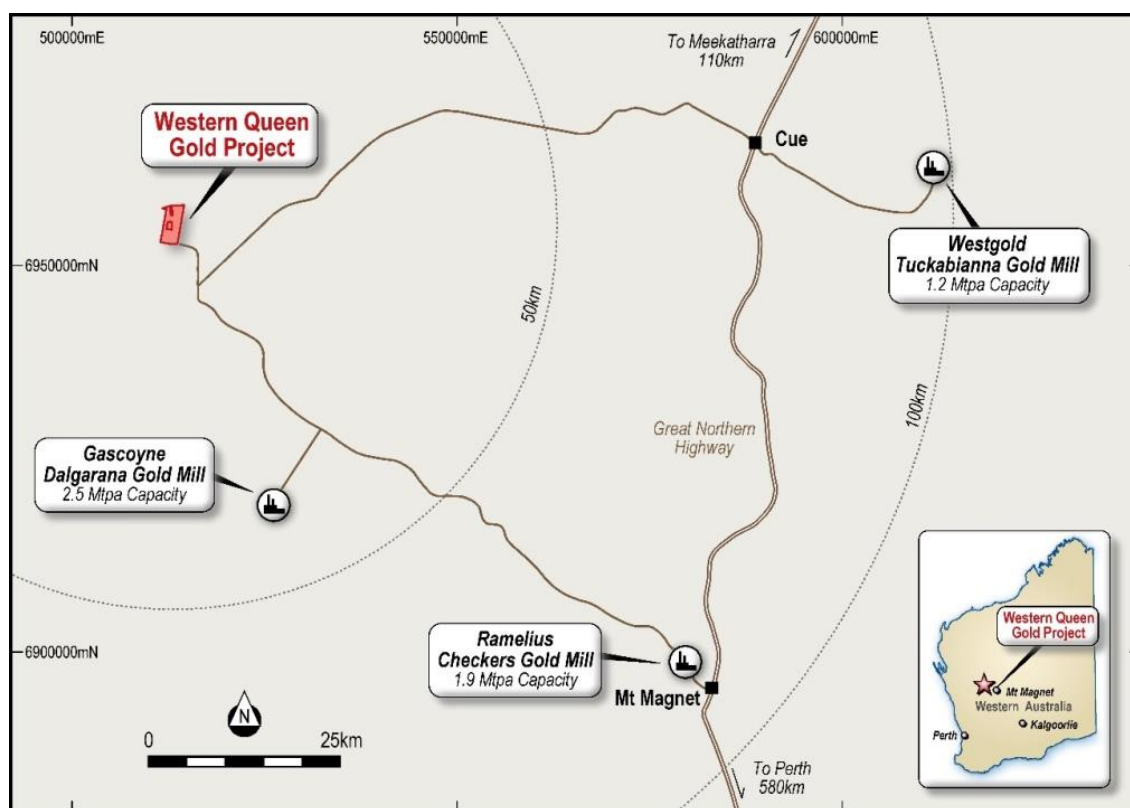 500000mE
550000mE
600000mE
To Meekatharra
110km
Western Queen
Gold Project
Cue
6950000mN
Westgold
Tuckabianna Gold Mill
1.2 Mtpa Capacity
50km
100km
Great Northern
Highway
Gascoyne
Dalgarana Gold Mill
2.5 Mtpa Capacity
Ramelius
Checkers Gold Mill
1.9 Mtpa Capacity
6900000mN
Mt Magnet
N
0
25km
To Perth
580km
Western Queen
Gold Project
Mt Magnet
Western Australia
Kalgoorlie
Perth